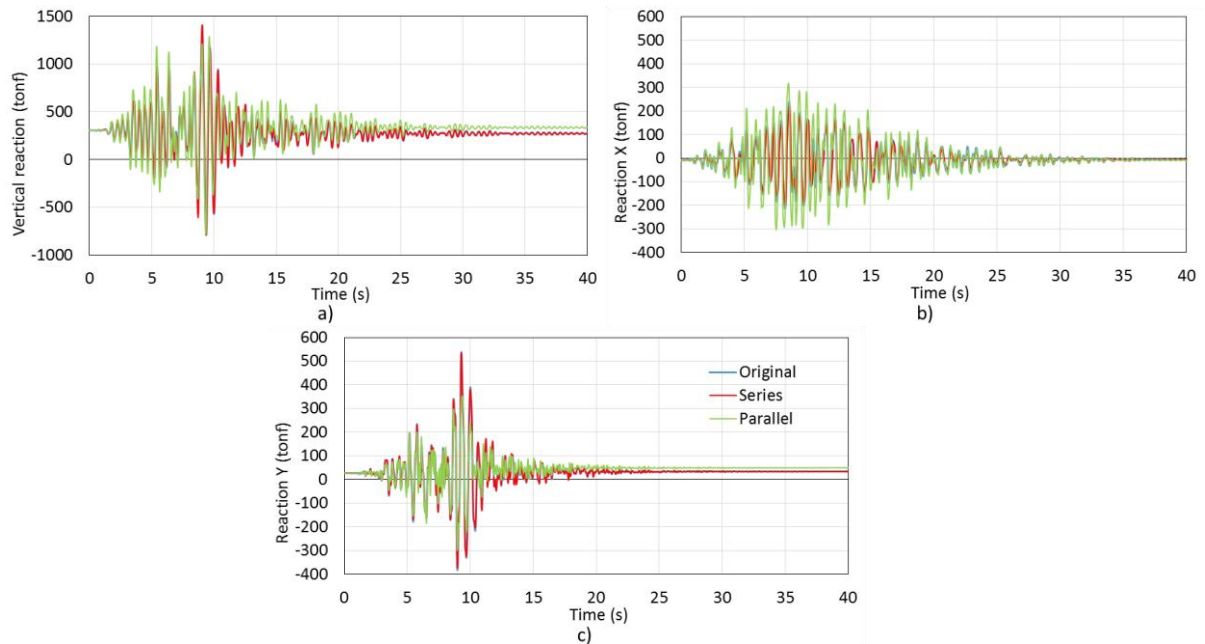 1500
1000
500
0
-500
-1000
Vertical reaction (tonf)
0 5 10 15 20 25 30 35 40
Time (s)
a)
600
500
400
300
200
100
0
-100
-200
-300
-400
Reaction X (tonf)
0 5 10 15 20 25 30 35 40
Time (s)
b)
600
500
400
300
200
100
0
-100
-200
-300
-400
Reaction Y (tonf)
Original
Series
Parallel
0 5 10 15 20 25 30 35 40
Time (s)
c)